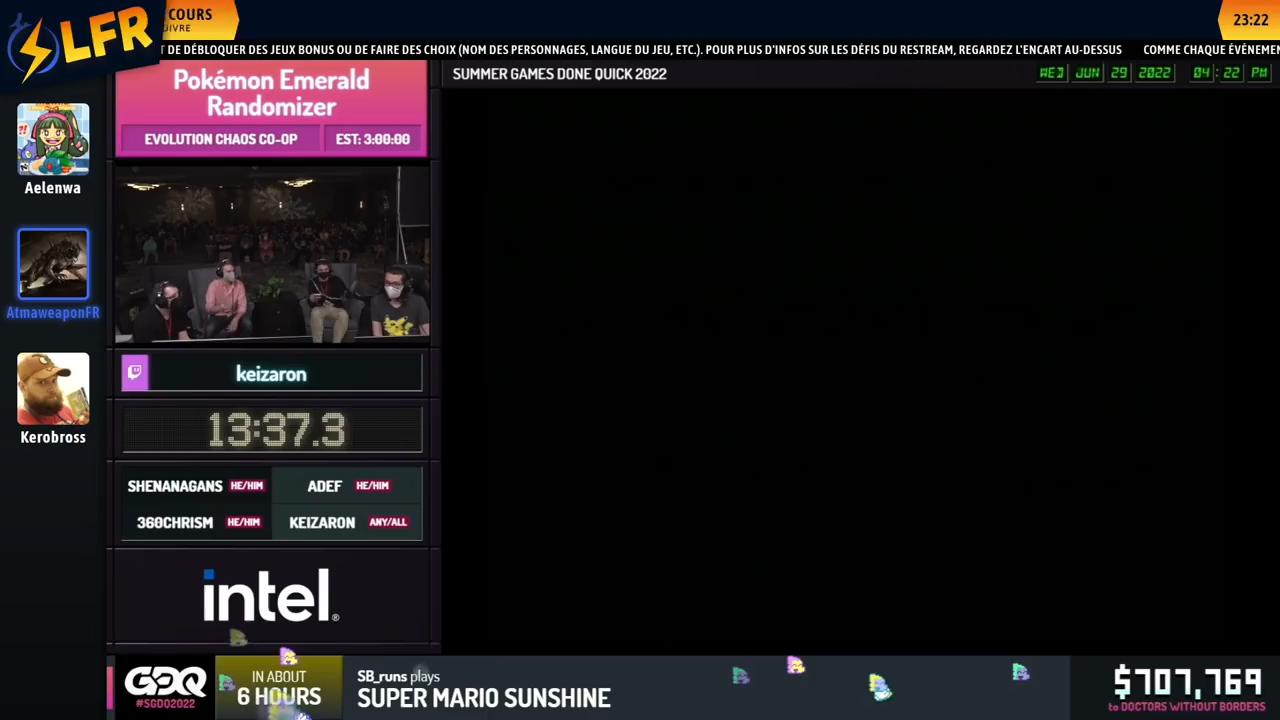 COURS
UIVRE
LFR
23:22
T DE DÉBLOQUER DES JEUX BONUS OU DE FAIRE DES CHOIX (NOM DES PERSONNAGES, LANGUE DU JEU, ETC.). POUR PLUS D'INFOS SUR LES DÉFIS DU RESTREAM, REGARDEZ L'ENCART AU-DESSUS COMME CHAQUE ÉVÉNEMEN
Pokémon Emerald
Randomizer
EVOLUTION CHAOS CO-OP EST: 3:00:00
SUMMER GAMES DONE QUICK 2022
WED JUN 29 2022 04:22 PM
Aelenwa
AtmaweaponFR
Kerobross
keizaron
13:37.3
SHENANAGANS HE/HIM ADEF HE/HIM
360CHRISM HE/HIM KEIZARON ANY/ALL
intel®
GDQ
#SGDQ2022
IN ABOUT
6 HOURS
SB_runs plays
SUPER MARIO SUNSHINE
$707,769
to DOCTORS WITHOUT BORDERS